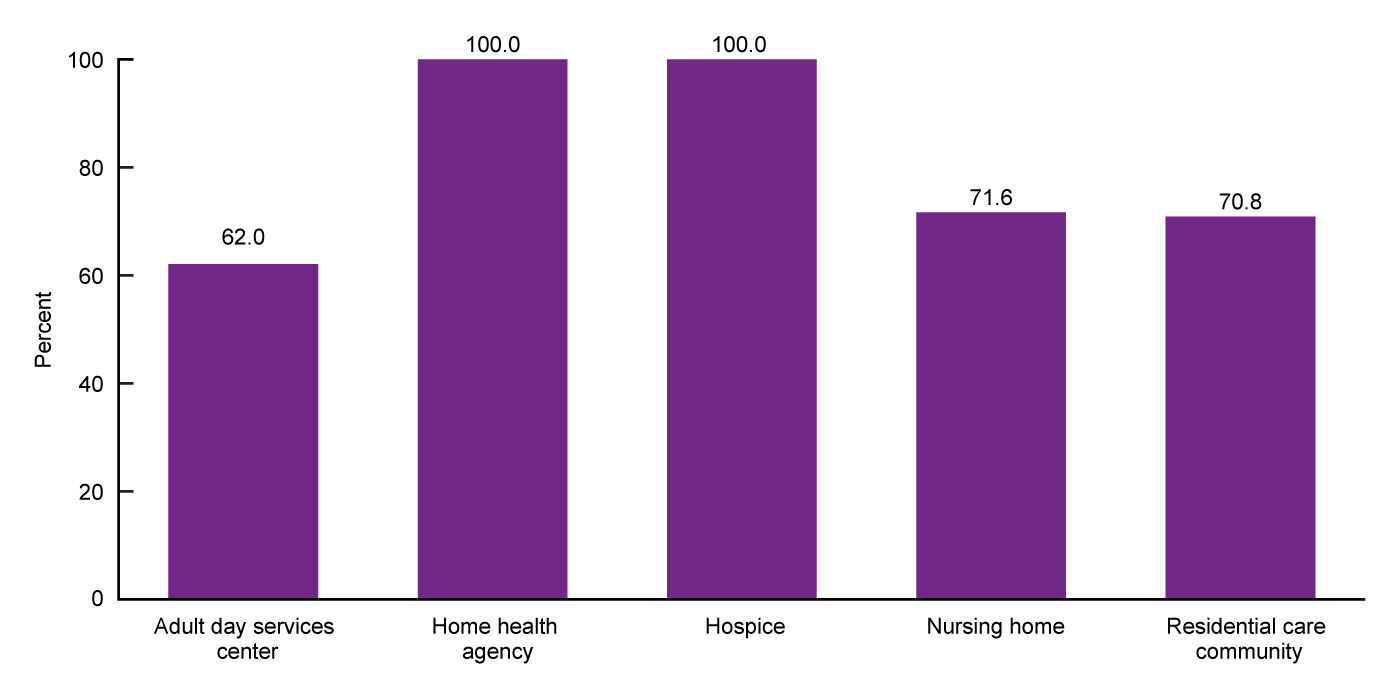 Percent
100
80
60
40
20
0
62.0
100.0
100.0
71.6
70.8
Adult day services
center
Home health
agency
Hospice
Nursing home
Residential care
community